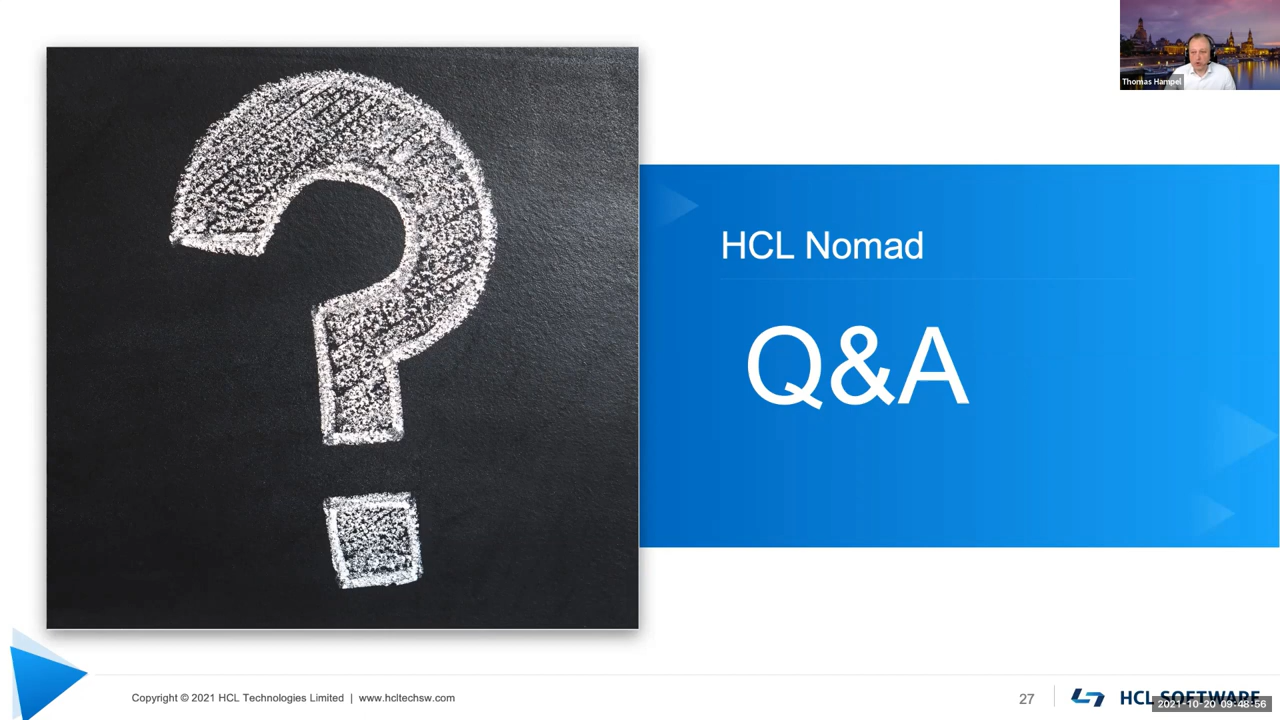 Thomas Hampel
HCL Nomad
Q&A
Copyright © 2021 HCL Technologies Limited | www.hcltechsw.com
27
HCL SOFTWARE
2021-10-20 09:48:56